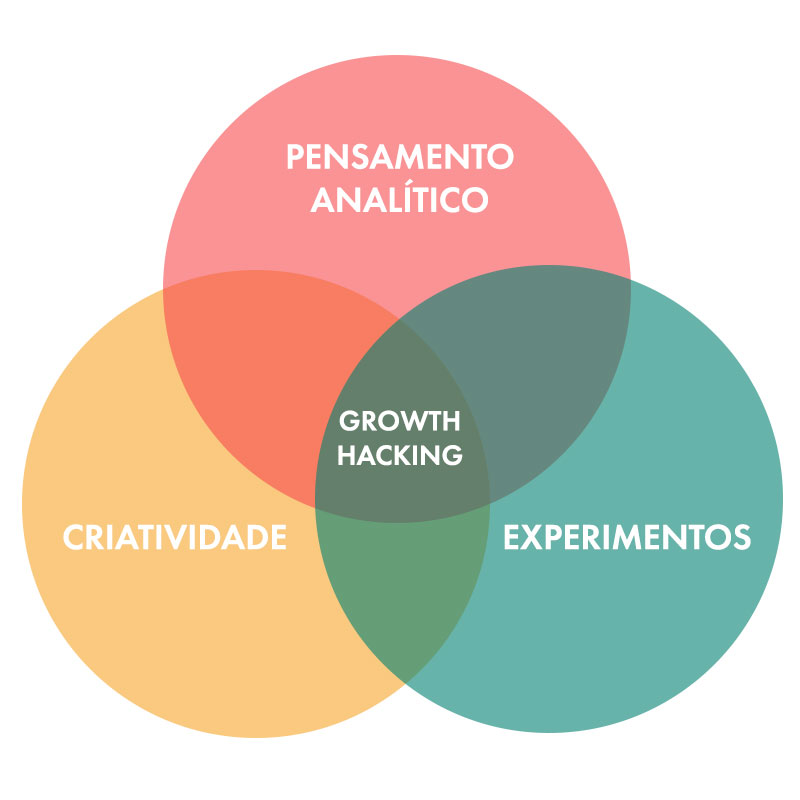 PENSAMENTO
ANALÍTICO
GROWTH
HACKING
CRIATIVIDADE
EXPERIMENTOS